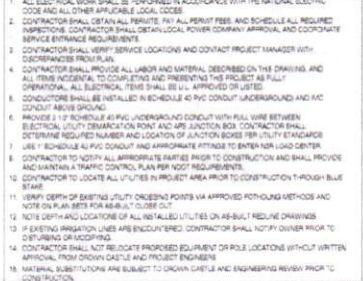 1. ALL ELECTRICAL WORK SHALL BE PERFORMED IN ACCORDANCE WITH THE NATIONAL ELECTRIC
CODE AND ALL OTHER APPLICABLE LOCAL CODES.
2. CONTRACTOR SHALL OBTAIN ALL PERMITS, PAY ALL PERMIT FEES, AND SCHEDULE ALL REQUIRED
INSPECTIONS. CONTRACTOR SHALL OBTAIN LOCAL POWER COMPANY APPROVAL AND COORDINATE
SERVICE ENTRANCE REQUIREMENTS.
3. CONTRACTOR SHALL VERIFY SERVICE LOCATIONS AND CONTACT PROJECT MANAGER WITH
DISCREPANCIES FROM PLAN.
4. CONTRACTOR SHALL PROVIDE ALL LABOR AND MATERIAL DESCRIBED ON THIS DRAWING, AND
ALL ITEMS INCIDENTAL TO COMPLETING AND PRESENTING THIS PROJECT AS FULLY
OPERATIONAL. ALL ELECTRICAL ITEMS SHALL BE U.L. APPROVED OR LISTED.
5. CONDUCTORS SHALL BE INSTALLED IN SCHEDULE 40 PVC CONDUIT (UNDERGROUND) AND IMC
CONDUIT ABOVE GROUND.
6. PROVIDE 2 1/2" SCHEDULE 40 PVC UNDERGROUND CONDUIT WITH PULL WIRE BETWEEN
ELECTRICAL UTILITY DEMARCATION POINT AND APS JUNCTION BOX. CONTRACTOR SHALL
DETERMINE REQUIRED NUMBER AND LOCATION OF JUNCTION BOXES PER UTILITY STANDARDS
USE 1" SCHEDULE 40 PVC CONDUIT AND APPROPRIATE FITTINGS TO ENTER LOAD CENTER.
CONTRACTOR TO NOTIFY ALL APPROPRIATE PARTIES PRIOR TO CONSTRUCTION AND SHALL PROVIDE
AND MAINTAIN A TRAFFIC CONTROL PLAN PER REQUIREMENTS.
10. CONTRACTOR TO LOCATE ALL UTILITIES IN PROJECT AREA PRIOR TO CONSTRUCTION THROUGH BLUE
STAKE.
11. VERIFY DEPTH OF EXISTING UTILITY CROSSING POINTS VIA APPROVED POTHOLING METHODS AND
NOTE ON PLAN SETS FOR AS-BUILT CLOSE OUT
12. NOTE DEPTH AND LOCATIONS OF ALL INSTALLED UTILITIES ON AS-BUILT REDLINE DRAWINGS
13. IF EXISTING IRRIGATION LINES ARE ENCOUNTERED, CONTRACTOR SHALL NOTIFY OWNER PRIOR TO
DISTURBING OR MODIFYING.
14. CONTRACTOR SHALL NOT RELOCATE PROPOSED EQUIPMENT OR POLE LOCATIONS WITHOUT WRITTEN
APPROVAL FROM CROWN CASTLE AND PROJECT ENGINEERS
MATERIAL SUBSTITUTIONS ARE SUBJECT TO CROWN CASTLE AND ENGINEERING REVIEW PRIOR TO
CONSTRUCTION.